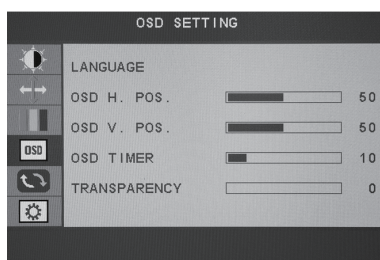 OSD SETTING
LANGUAGE
OSD H. POS. 50
OSD V. POS. 50
OSD
OSD TIMER 10
TRANSPARENCY 0